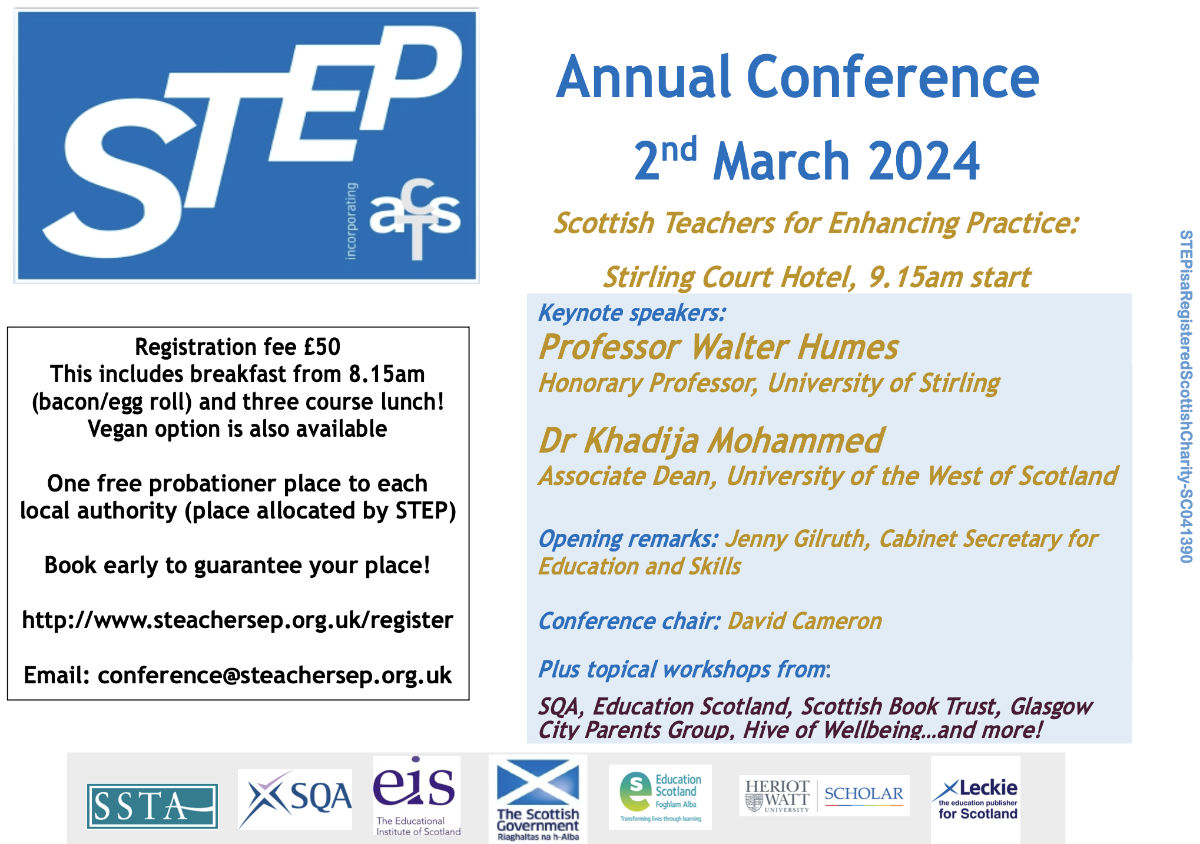 STEP
incorporating
acts
Annual Conference
2nd March 2024
Scottish Teachers for Enhancing Practice:
Stirling Court Hotel, 9.15am start
Registration fee £50
This includes breakfast from 8.15am
(bacon/egg roll) and three course lunch!
Vegan option is also available
One free probationer place to each
local authority (place allocated by STEP)
Book early to guarantee your place!
http://www.steachersep.org.uk/register
Email: conference@steachersep.org.uk
Keynote speakers:
Professor Walter Humes
Honorary Professor, University of Stirling
Dr Khadija Mohammed
Associate Dean, University of the West of Scotland
Opening remarks: Jenny Gilruth, Cabinet Secretary for
Education and Skills
Conference chair: David Cameron
Plus topical workshops from:
SQA, Education Scotland, Scottish Book Trust, Glasgow
City Parents Group, Hive of Wellbeing…and more!
STEPisaRegisteredScottishCharity-SC041390
SSTA
SQA
eis
The Educational
Institute of Scotland
The Scottish
Government
Riaghaltas na h-Alba
Education
Scotland
Foghlam Alba
Transforming lives through learning
HERIOT
WATT
UNIVERSITY
SCHOLAR
Leckie
the education publisher
for Scotland